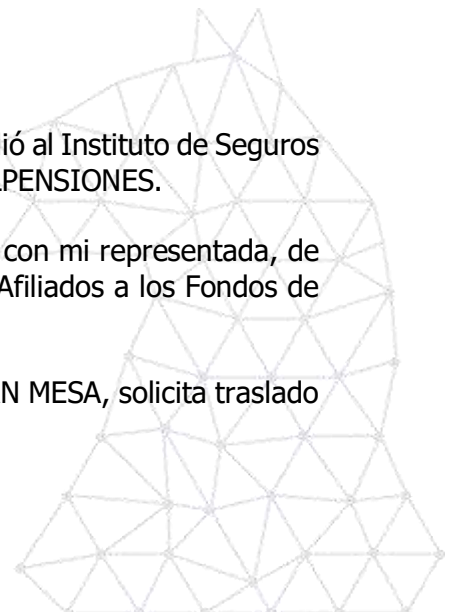 ió al Instituto de Seguros
PENSIONES.
con mi representada, de
Afiliados a los Fondos de
N MESA, solicita traslado